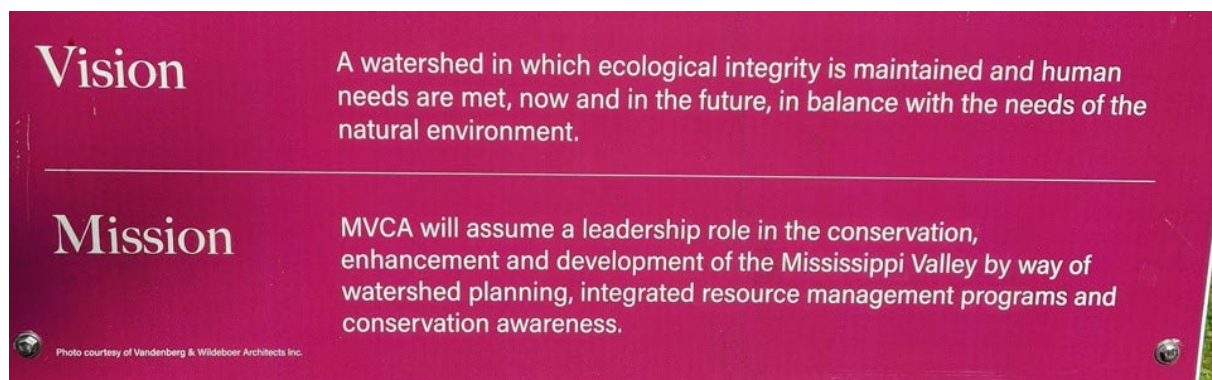 Vision
A watershed in which ecological integrity is maintained and human
needs are met, now and in the future, in balance with the needs of the
natural environment.
Mission
MVCA will assume a leadership role in the conservation,
enhancement and development of the Mississippi Valley by way of
watershed planning, integrated resource management programs and
conservation awareness.
Photo courtesy of Vandenberg & Wildeboer Architects Inc.